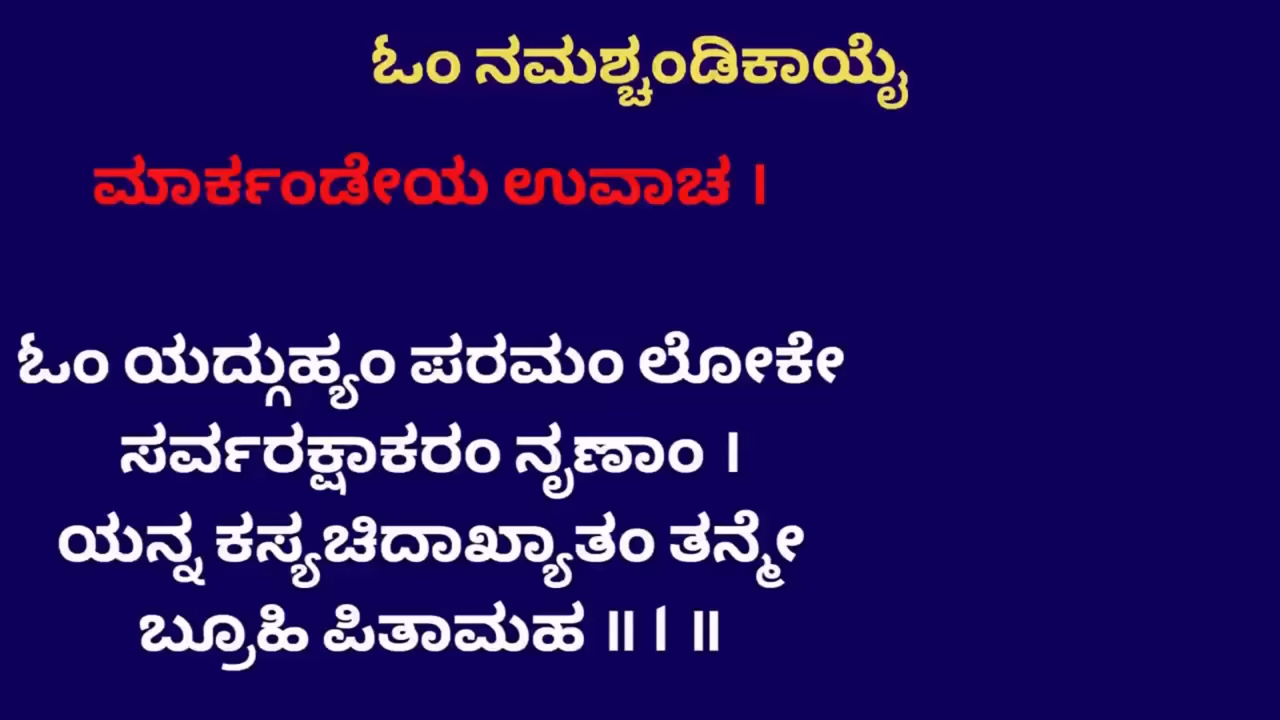 ಓಂ ನಮಶ್ಚಂಡಿಕಾಯೈ
ಮಾರ್ಕಂಡೇಯ ಉವಾಚ ।
ಓಂ ಯದ್ಗುಹ್ಯಂ ಪರಮಂ ಲೋಕೇ
ಸರ್ವರಕ್ಷಾಕರಂ ನೃಣಾಂ ।
ಯನ್ನ ಕಸ್ಯಚಿದಾಖ್ಯಾತಂ ತನ್ಮೇ
ಬ್ರೂಹಿ ಪಿತಾಮಹ ॥ । ॥